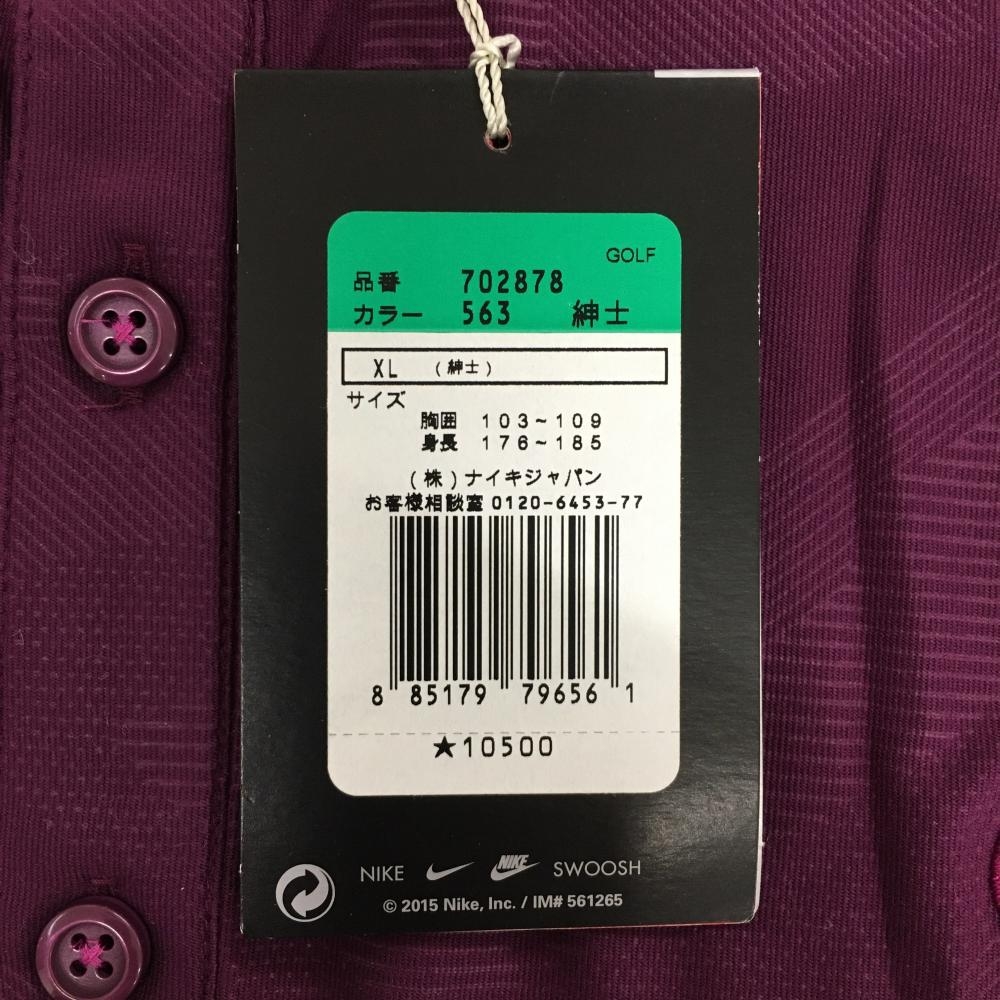 GOLF
品番 702878
カラー 563 紳士
XL (紳士)
サイズ
胸囲 103~109
身長 176~185
(株)ナイキジャパン
お客様相談室 0120-6453-77
8 85179 79656 1
★10500
NIKE NIKE SWOOSH
© 2015 Nike, Inc. / IM# 561265